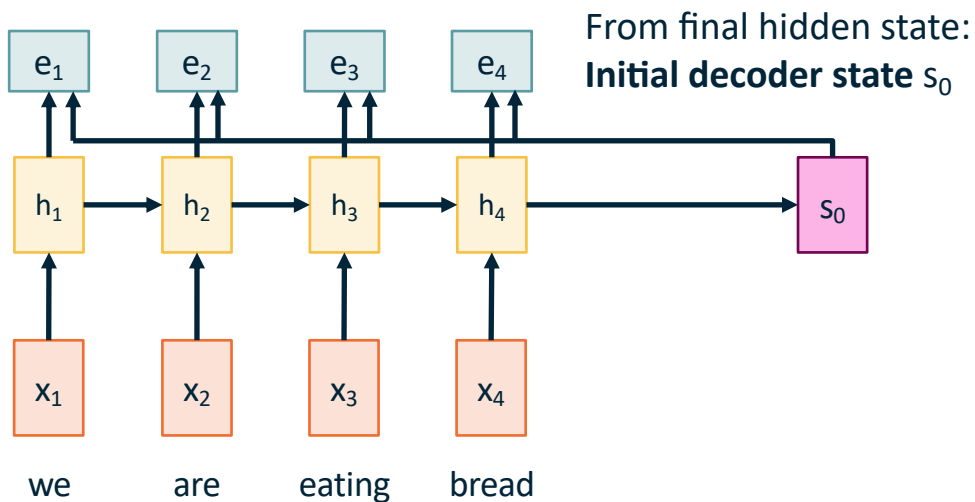 From final hidden state:
Initial decoder state s₀
e₁ e₂ e₃ e₄
h₁ h₂ h₃ h₄ s₀
x₁ x₂ x₃ x₄
we are eating bread